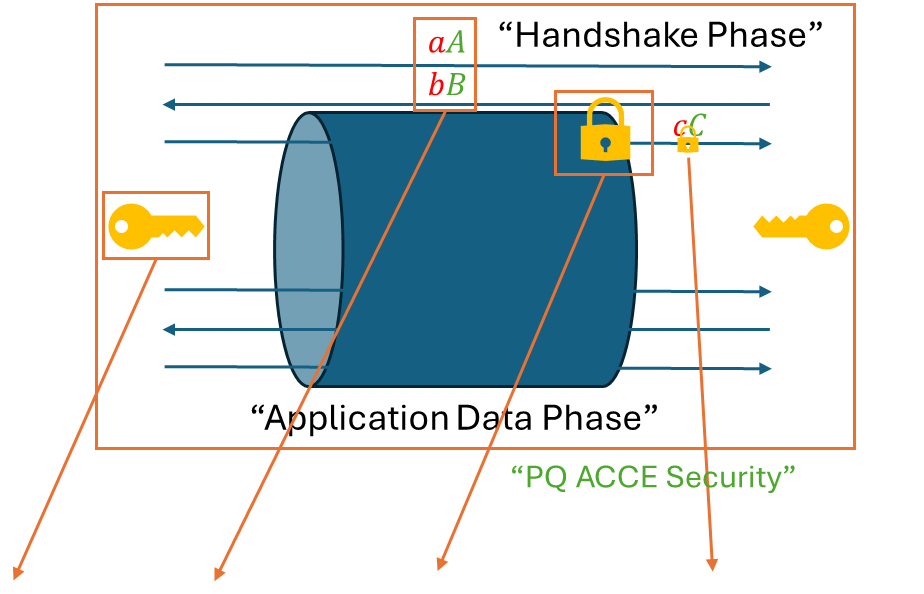 “Handshake Phase”
aA
bB
cC
“Application Data Phase”
“PQ ACCE Security”